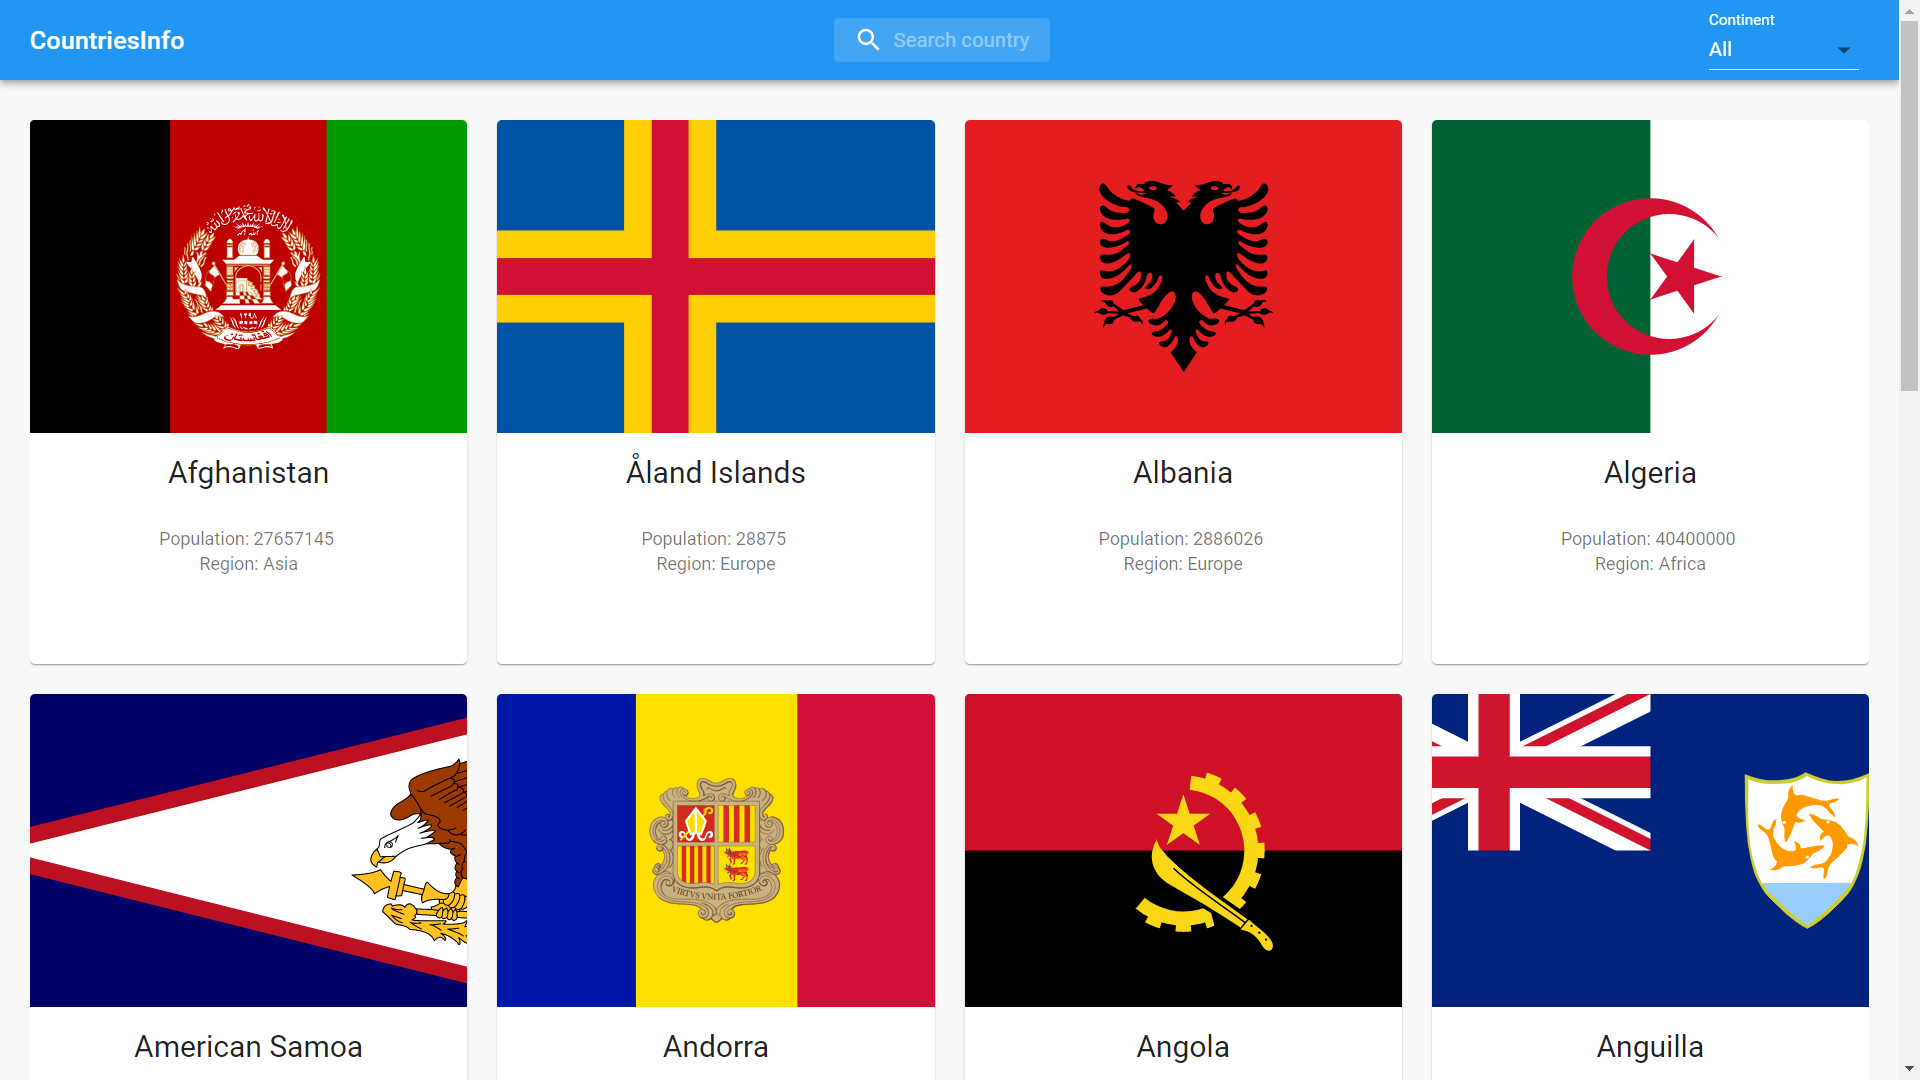 CountriesInfo
Search country
Continent
All
Afghanistan
Population: 27657145
Region: Asia
Åland Islands
Population: 28875
Region: Europe
Albania
Population: 2886026
Region: Europe
Algeria
Population: 40400000
Region: Africa
American Samoa
Andorra
VIRTVS VNITA FORTIOR
Angola
Anguilla